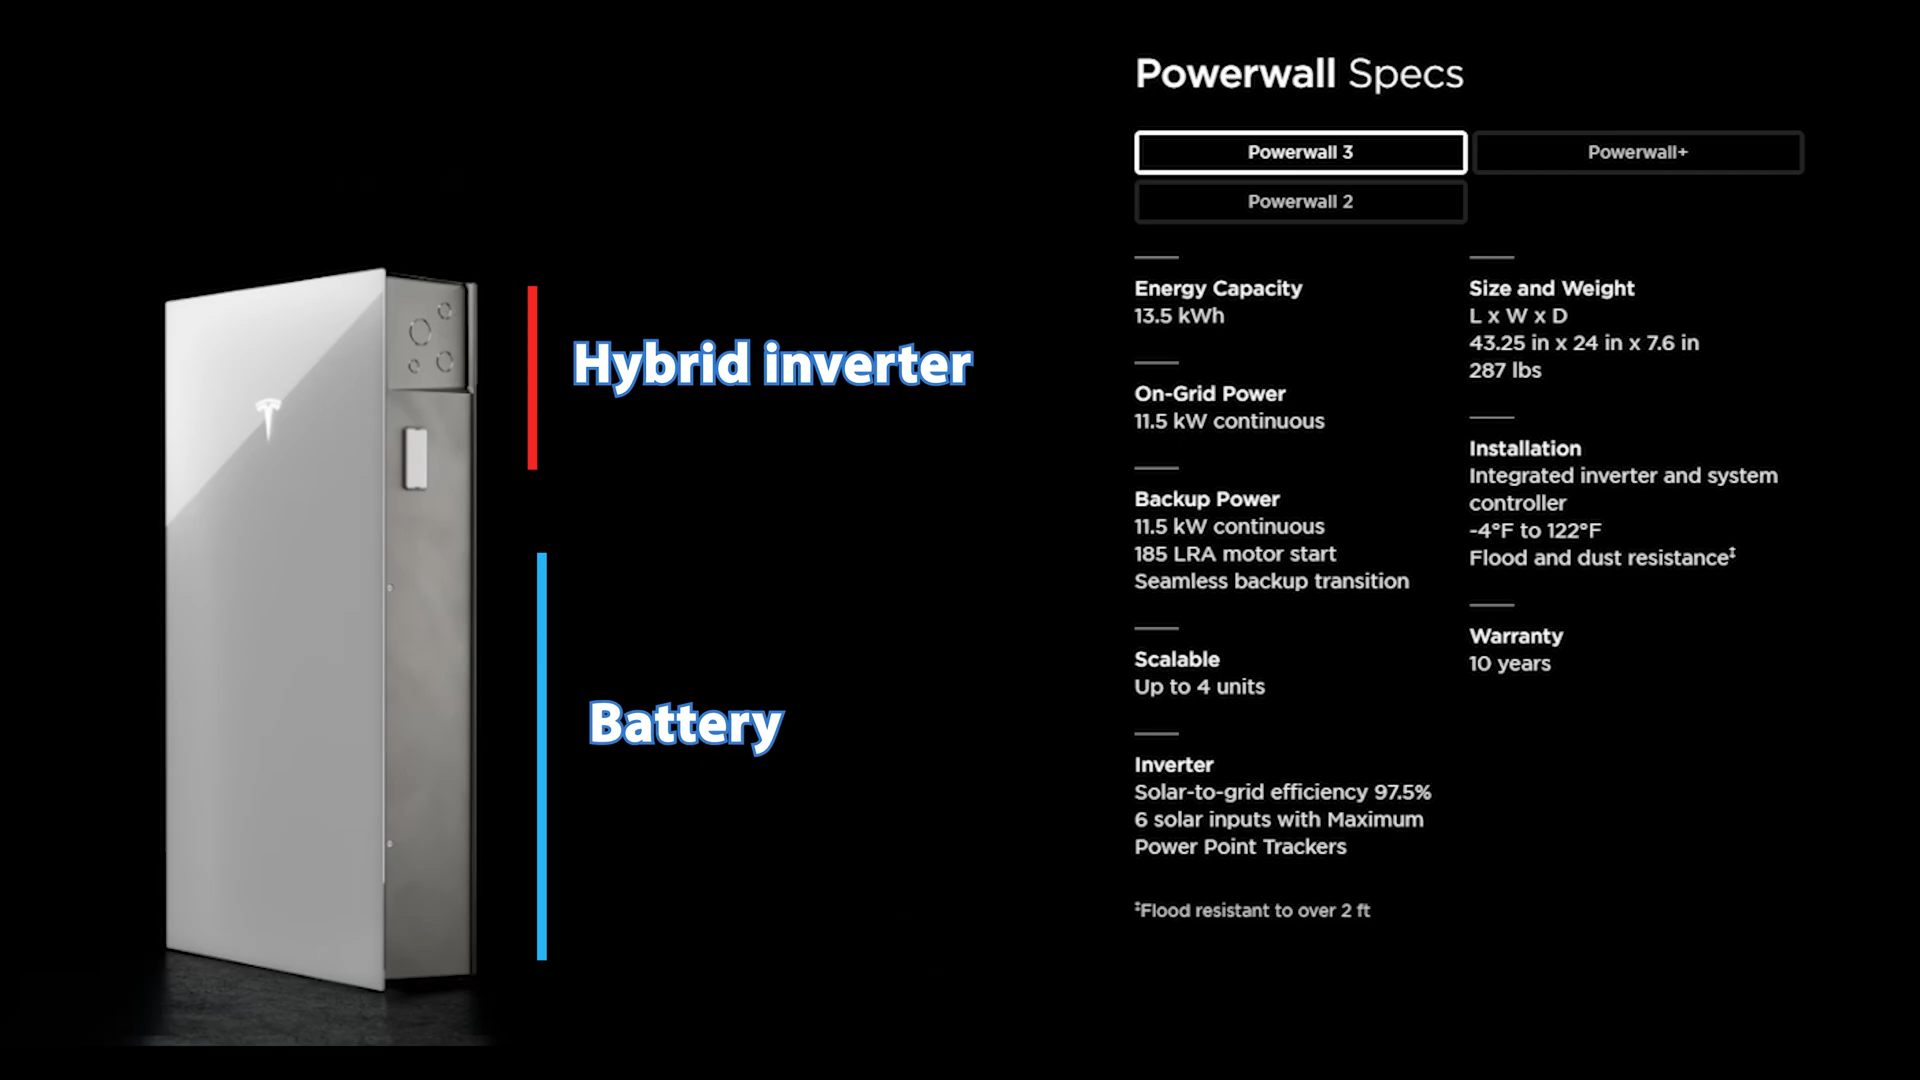 Hybrid inverter
Battery
Powerwall Specs
Powerwall 3
Powerwall+
Powerwall 2
Energy Capacity
13.5 kWh
On-Grid Power
11.5 kW continuous
Backup Power
11.5 kW continuous
185 LRA motor start
Seamless backup transition
Scalable
Up to 4 units
Inverter
Solar-to-grid efficiency 97.5%
6 solar inputs with Maximum
Power Point Trackers
‡Flood resistant to over 2 ft
Size and Weight
L x W x D
43.25 in x 24 in x 7.6 in
287 lbs
Installation
Integrated inverter and system
controller
-4°F to 122°F
Flood and dust resistance‡
Warranty
10 years